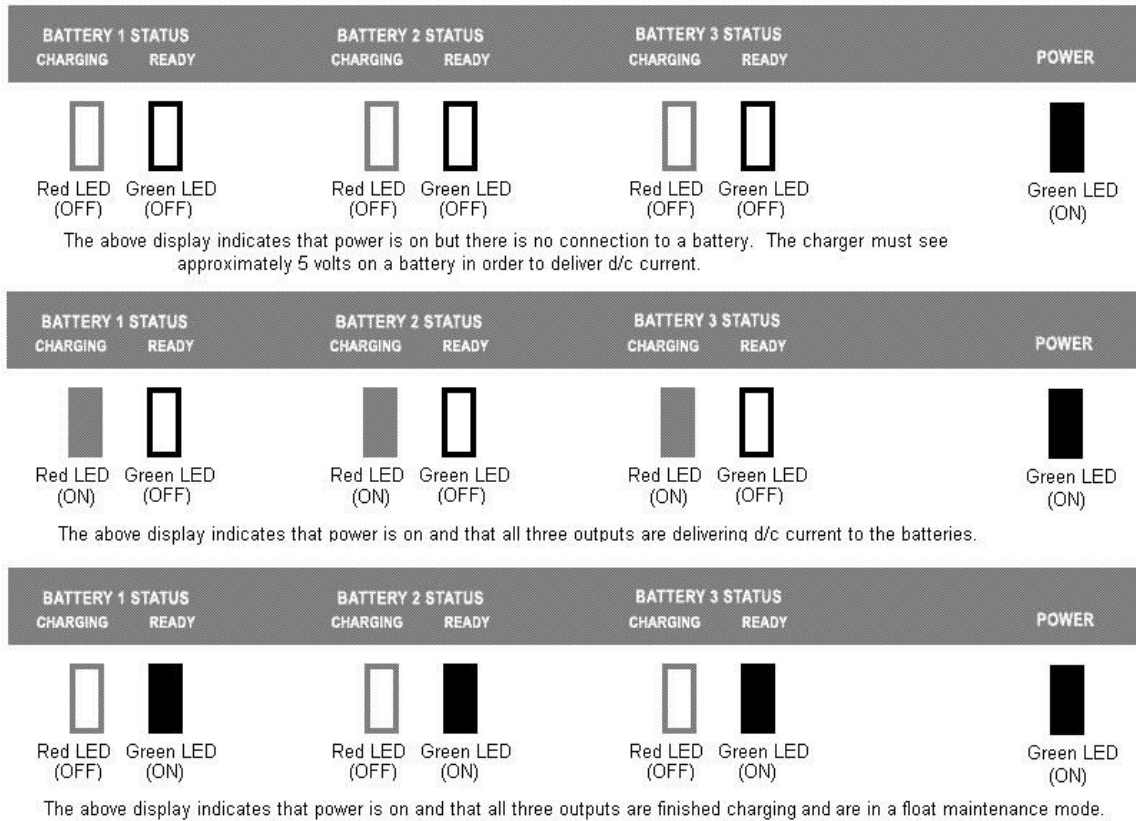 BATTERY 1 STATUS BATTERY 2 STATUS BATTERY 3 STATUS
CHARGING READY CHARGING READY CHARGING READY POWER
Red LED Green LED Red LED Green LED Red LED Green LED Green LED
(OFF) (OFF) (OFF) (OFF) (OFF) (OFF) (ON)
The above display indicates that power is on but there is no connection to a battery. The charger must see
approximately 5 volts on a battery in order to deliver d/c current.
BATTERY 1 STATUS BATTERY 2 STATUS BATTERY 3 STATUS
CHARGING READY CHARGING READY CHARGING READY POWER
Red LED Green LED Red LED Green LED Red LED Green LED Green LED
(ON) (OFF) (ON) (OFF) (ON) (OFF) (ON)
The above display indicates that power is on and that all three outputs are delivering d/c current to the batteries.
BATTERY 1 STATUS BATTERY 2 STATUS BATTERY 3 STATUS
CHARGING READY CHARGING READY CHARGING READY POWER
Red LED Green LED Red LED Green LED Red LED Green LED Green LED
(OFF) (ON) (OFF) (ON) (OFF) (ON) (ON)
The above display indicates that power is on and that all three outputs are finished charging and are in a float maintenance mode.